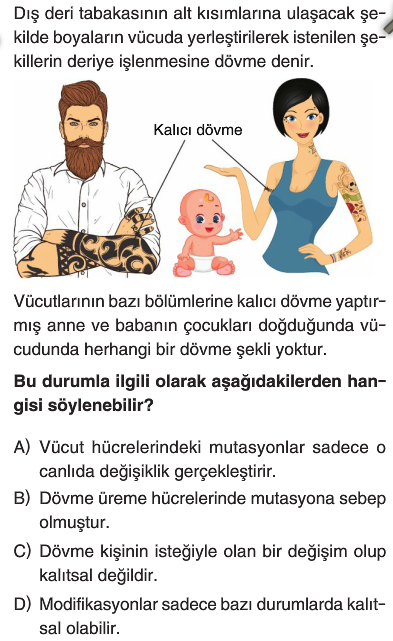 Dış deri tabakasının alt kısımlarına ulaşacak şe-
kilde boyaların vücuda yerleştirilerek istenilen şe-
killerin deriye işlenmesine dövme denir.
Kalıcı dövme
Vücutlarının bazı bölümlerine kalıcı dövme yaptır-
mış anne ve babanın çocukları doğduğunda vü-
cudunda herhangi bir dövme şekli yoktur.
Bu durumla ilgili olarak aşağıdakilerden han-
gisi söylenebilir?
A) Vücut hücrelerindeki mutasyonlar sadece o
canlıda değişiklik gerçekleştirir.
B) Dövme üreme hücrelerinde mutasyona sebep
olmuştur.
C) Dövme kişinin isteğiyle olan bir değişim olup
kalıtsal değildir.
D) Modifikasyonlar sadece bazı durumlarda kalıt-
sal olabilir.